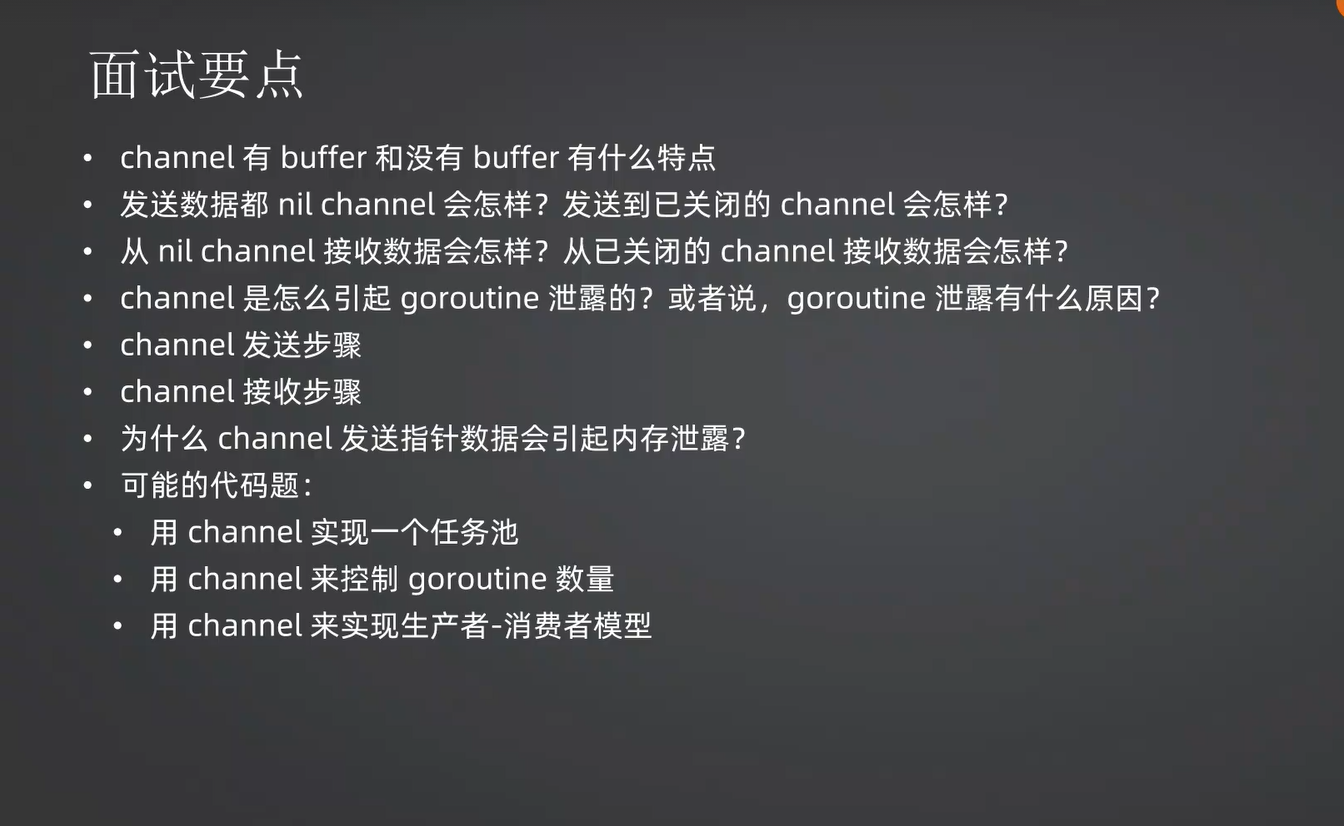 面试要点
• channel 有 buffer 和没有 buffer 有什么特点
• 发送数据都 nil channel 会怎样？发送到已关闭的 channel 会怎样？
• 从 nil channel 接收数据会怎样？从已关闭的 channel 接收数据会怎样？
• channel 是怎么引起 goroutine 泄露的？或者说，goroutine 泄露有什么原因？
• channel 发送步骤
• channel 接收步骤
• 为什么 channel 发送指针数据会引起内存泄露？
• 可能的代码题：
• 用 channel 实现一个任务池
• 用 channel 来控制 goroutine 数量
• 用 channel 来实现生产者-消费者模型